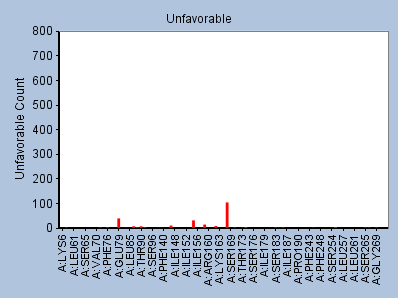 Unfavorable
Unfavorable Count
800
700
600
500
400
300
200
100
0
A:LYS6
A:LEU61
A:SER65
A:VAL70
A:PHE76
A:GLU79
A:LEU85
A:THR90
A:SER96
A:PHE140
A:ILE148
A:ILE152
A:ILE156
A:ARG160
A:LYS163
A:SER169
A:THR173
A:SER176
A:ILE179
A:SER183
A:ILE187
A:PRO190
A:PHE243
A:PHE248
A:SER254
A:LEU257
A:LEU261
A:SER265
A:GLY269